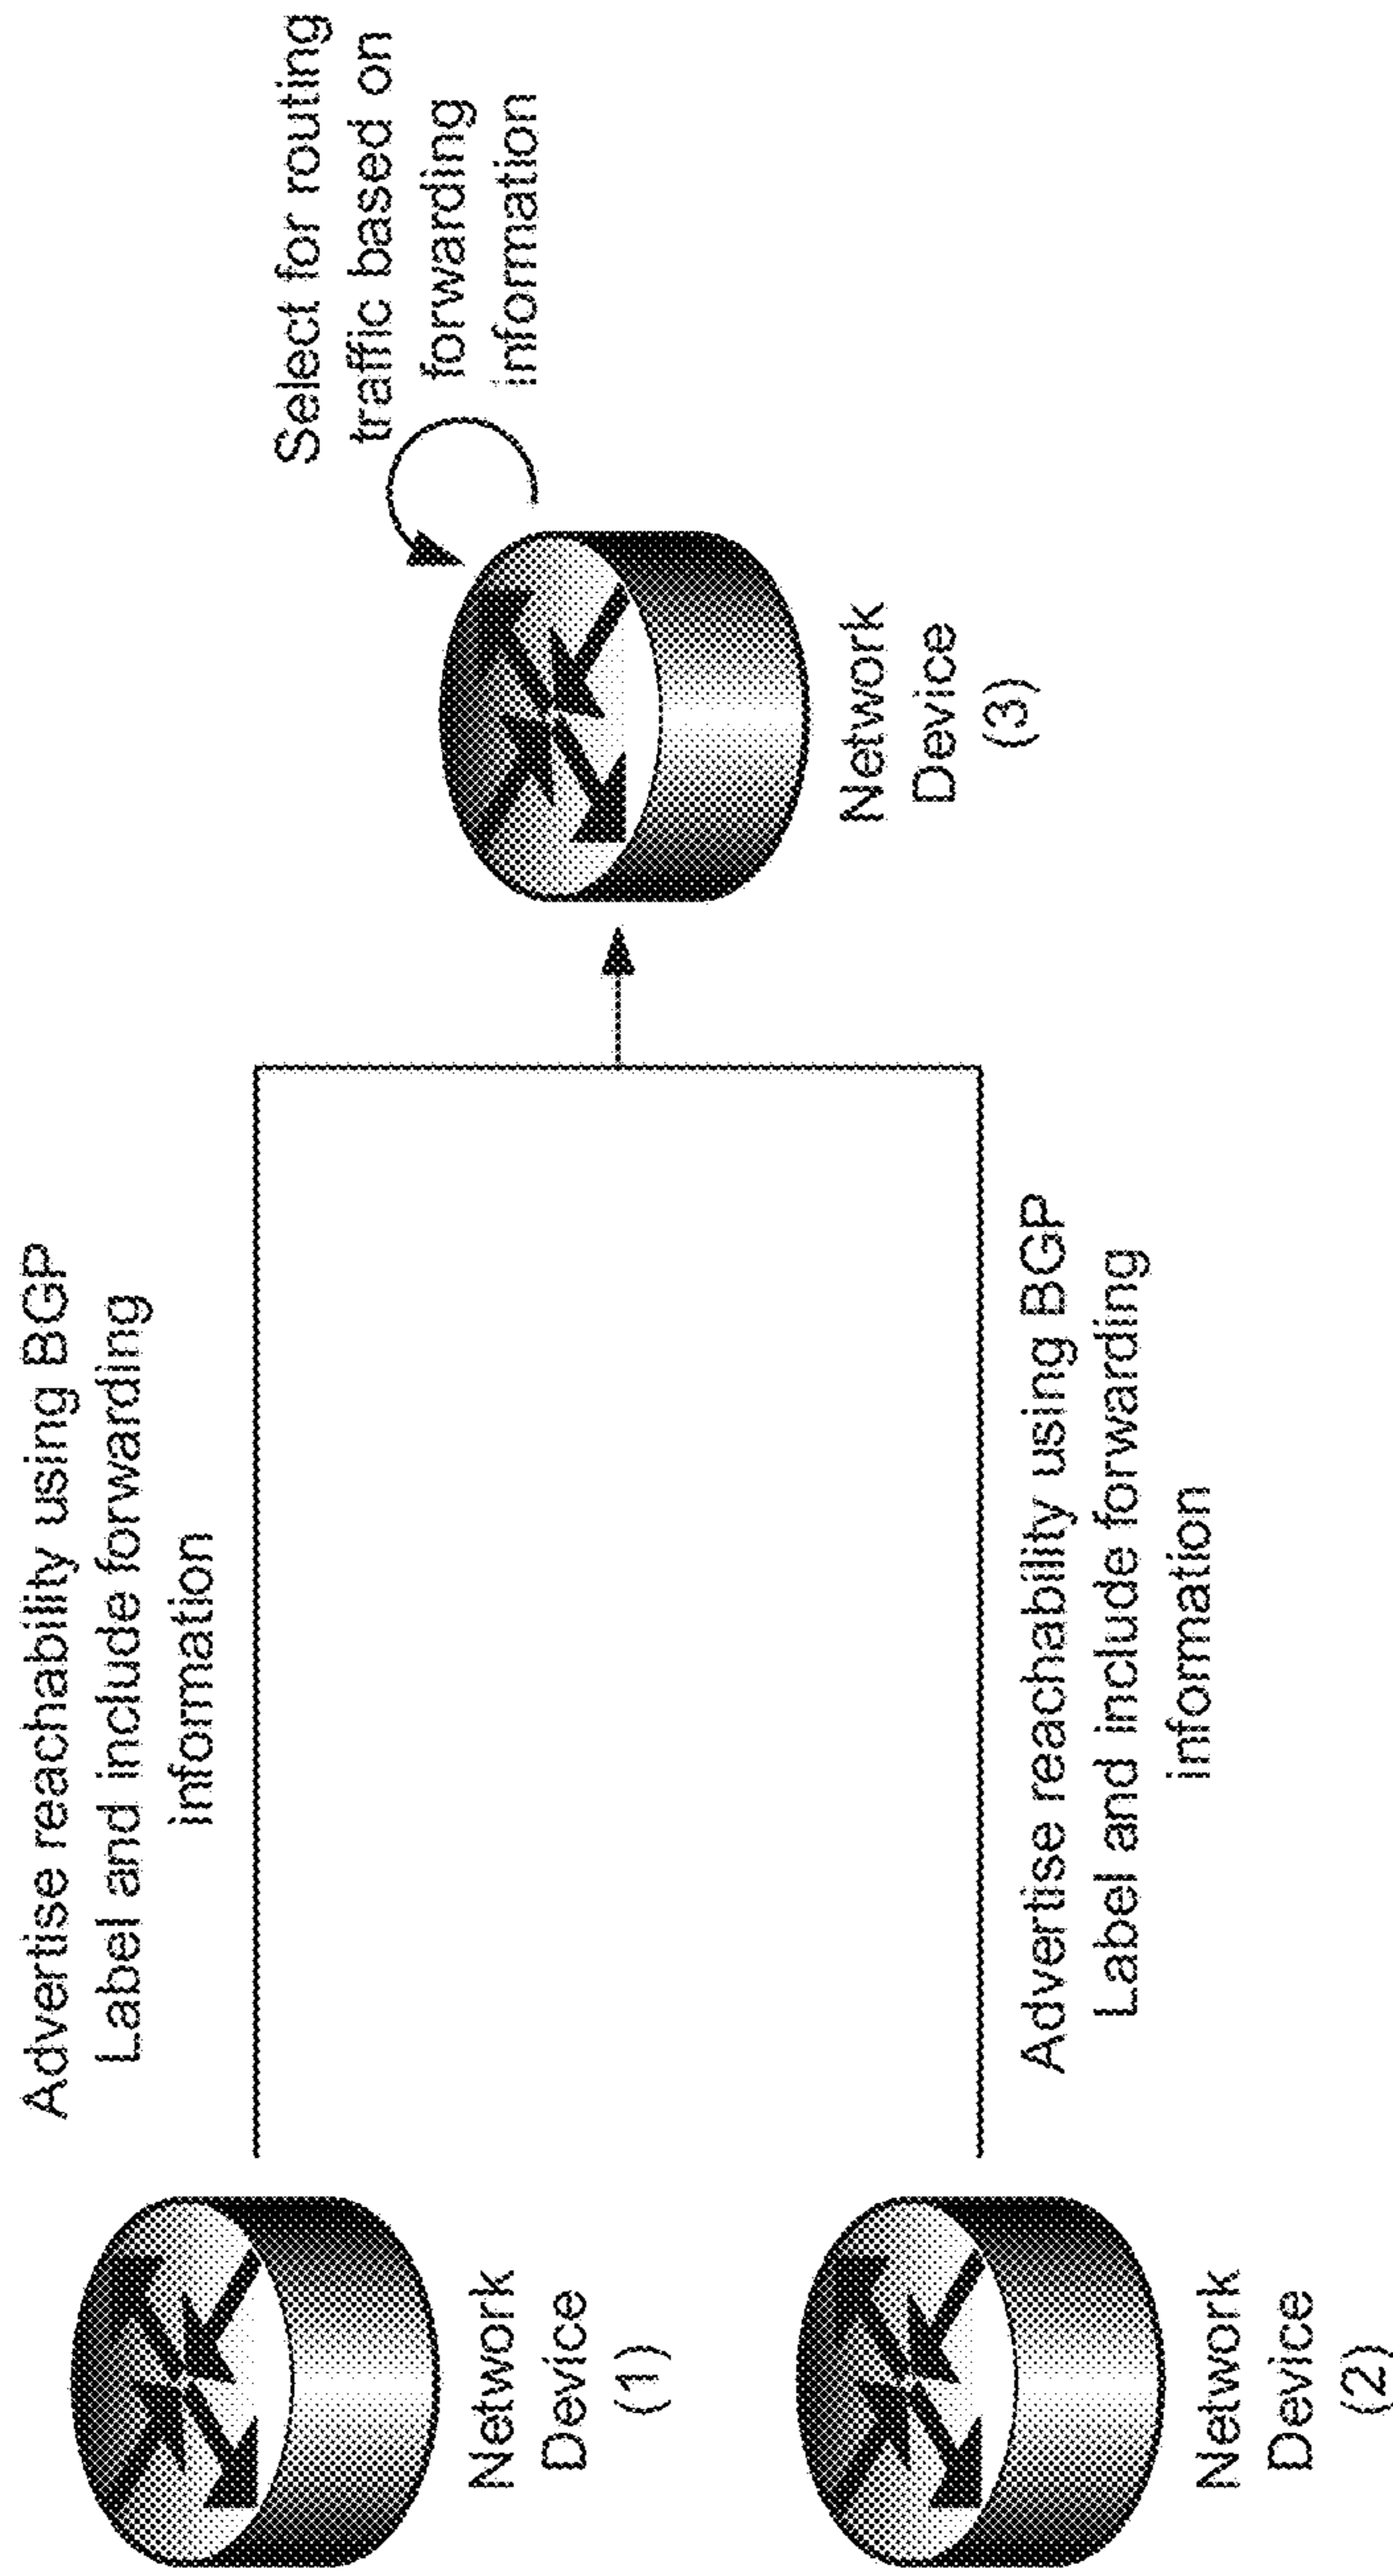 Advertise reachability using BGP
Label and include forwarding
information
Select for routing
traffic based on
forwarding
information
Network
Device
(1)
Network
Device
(3)
Advertise reachability using BGP
Label and include forwarding
information
Network
Device
(2)